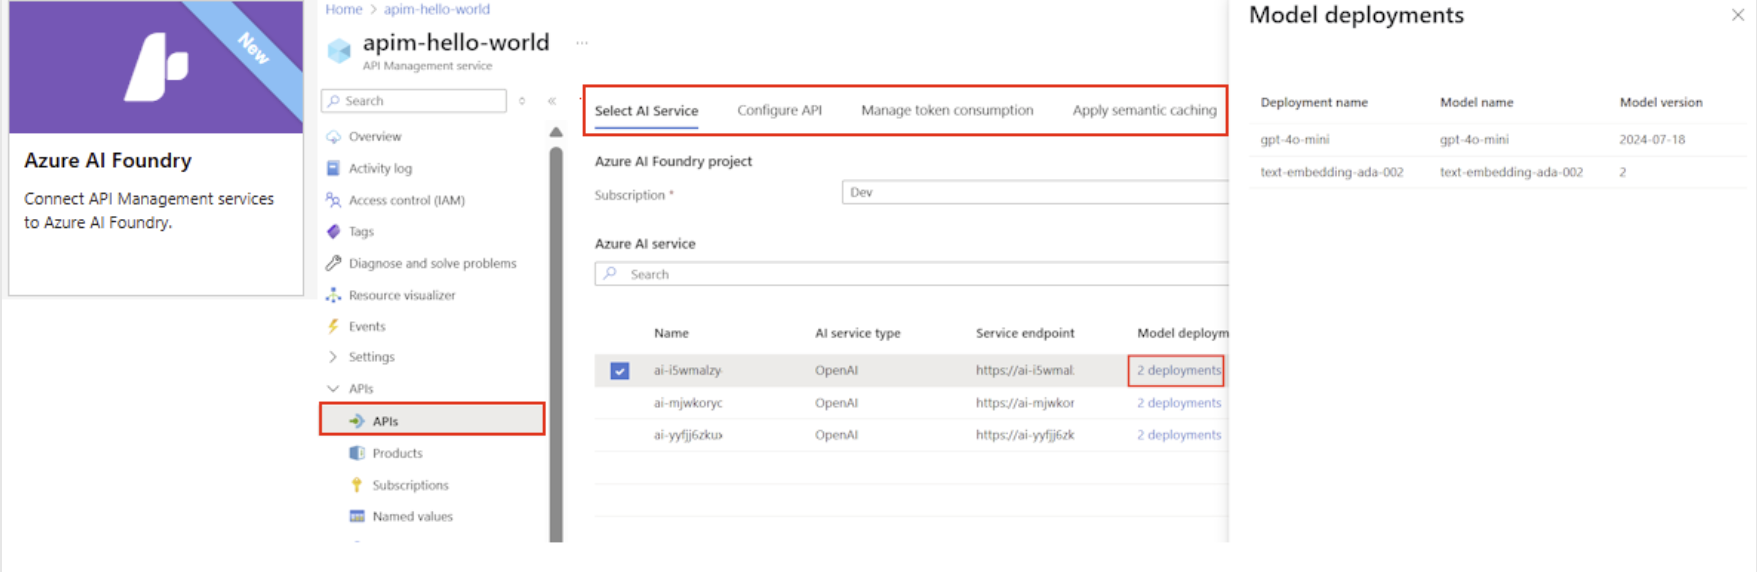 New
Azure AI Foundry
Connect API Management services
to Azure AI Foundry.
Home > apim-hello-world
apim-hello-world ...
API Management service
Search
Overview
Activity log
Access control (IAM)
Tags
Diagnose and solve problems
Resource visualizer
Events
Settings
APIs
APIs
Products
Subscriptions
Named values
Select AI Service Configure API Manage token consumption Apply semantic caching
Azure AI Foundry project
Subscription * Dev
Azure AI service
Search
Name AI service type Service endpoint Model deploym
ai-i5wmalzy OpenAI https://ai-i5wmal 2 deployments
ai-mjwkoryc OpenAI https://ai-mjwkor 2 deployments
ai-yyfjj6zku OpenAI https://ai-yyfjj6zk 2 deployments
Model deployments
Deployment name Model name Model version
gpt-4o-mini gpt-4o-mini 2024-07-18
text-embedding-ada-002 text-embedding-ada-002 2